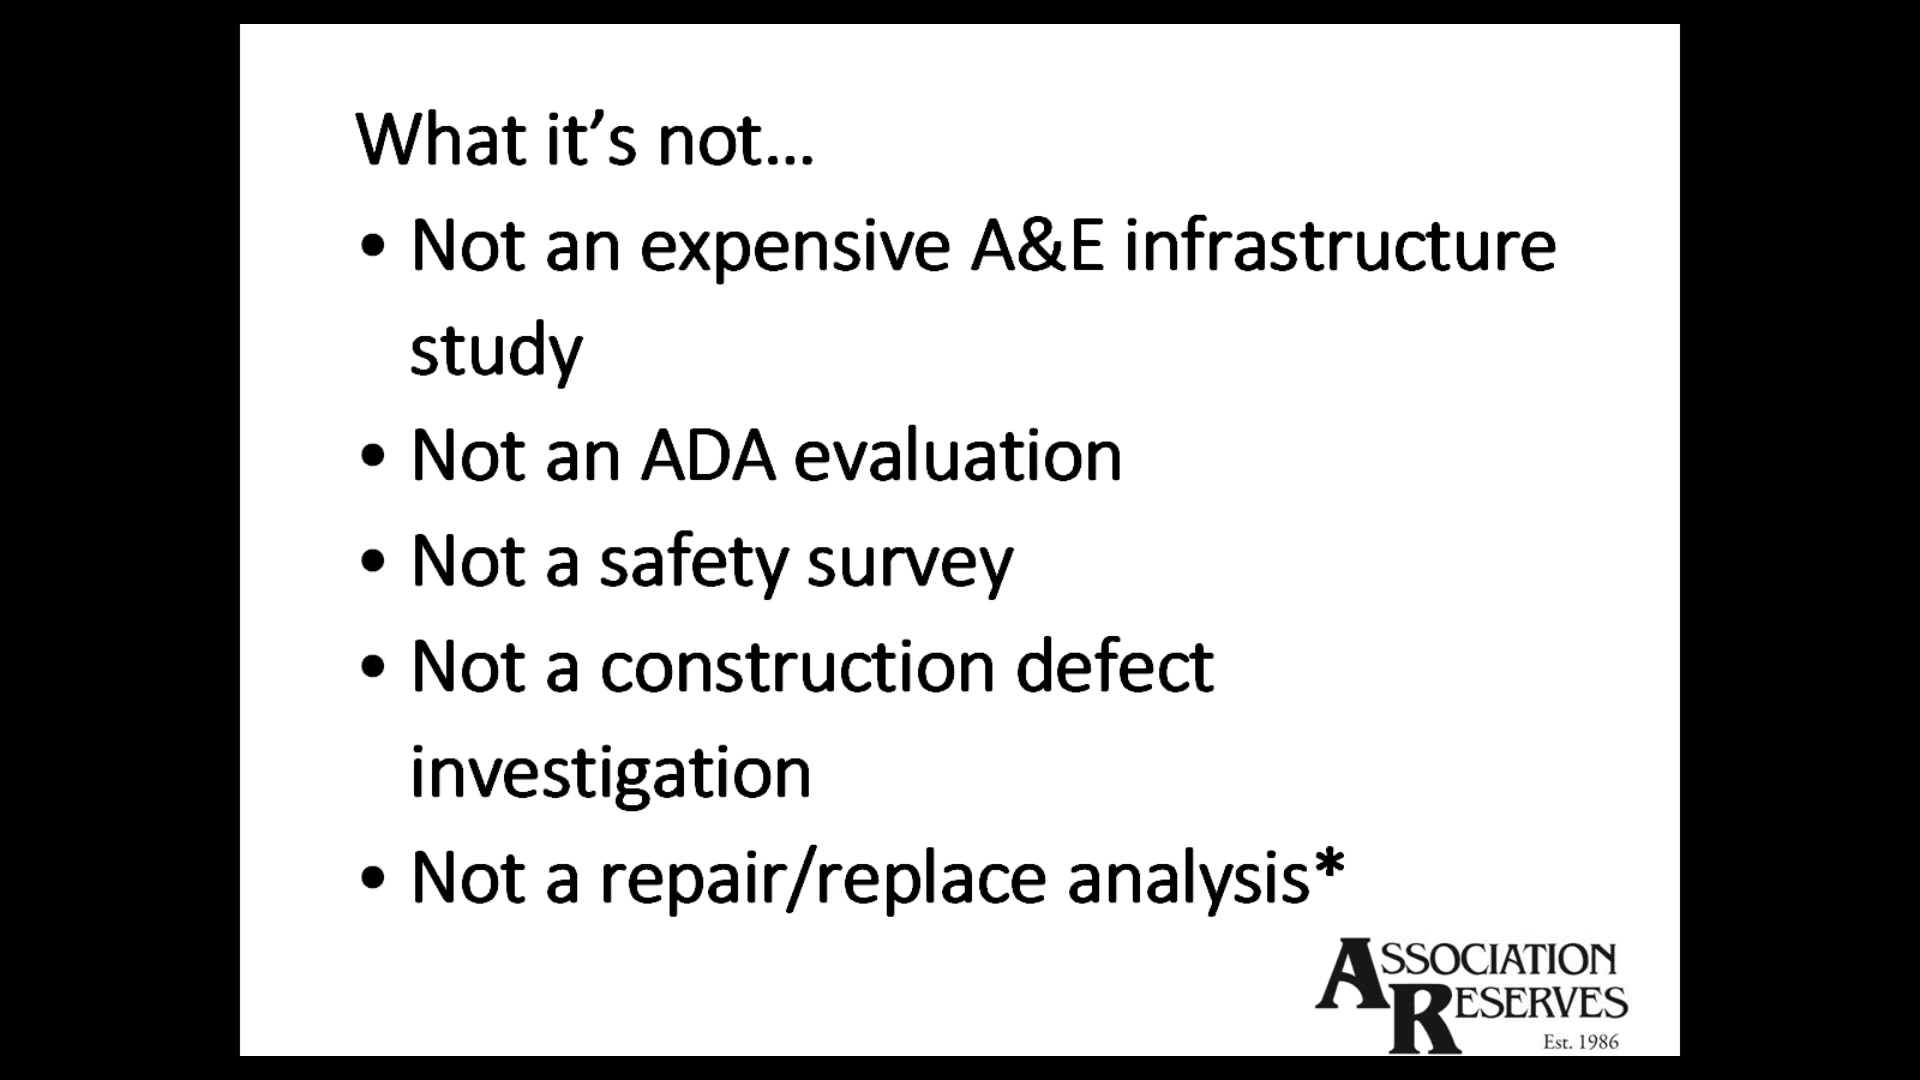 What it’s not…
• Not an expensive A&E infrastructure
study
• Not an ADA evaluation
• Not a safety survey
• Not a construction defect
investigation
• Not a repair/replace analysis*
ASSOCIATION
RESERVES
Est. 1986